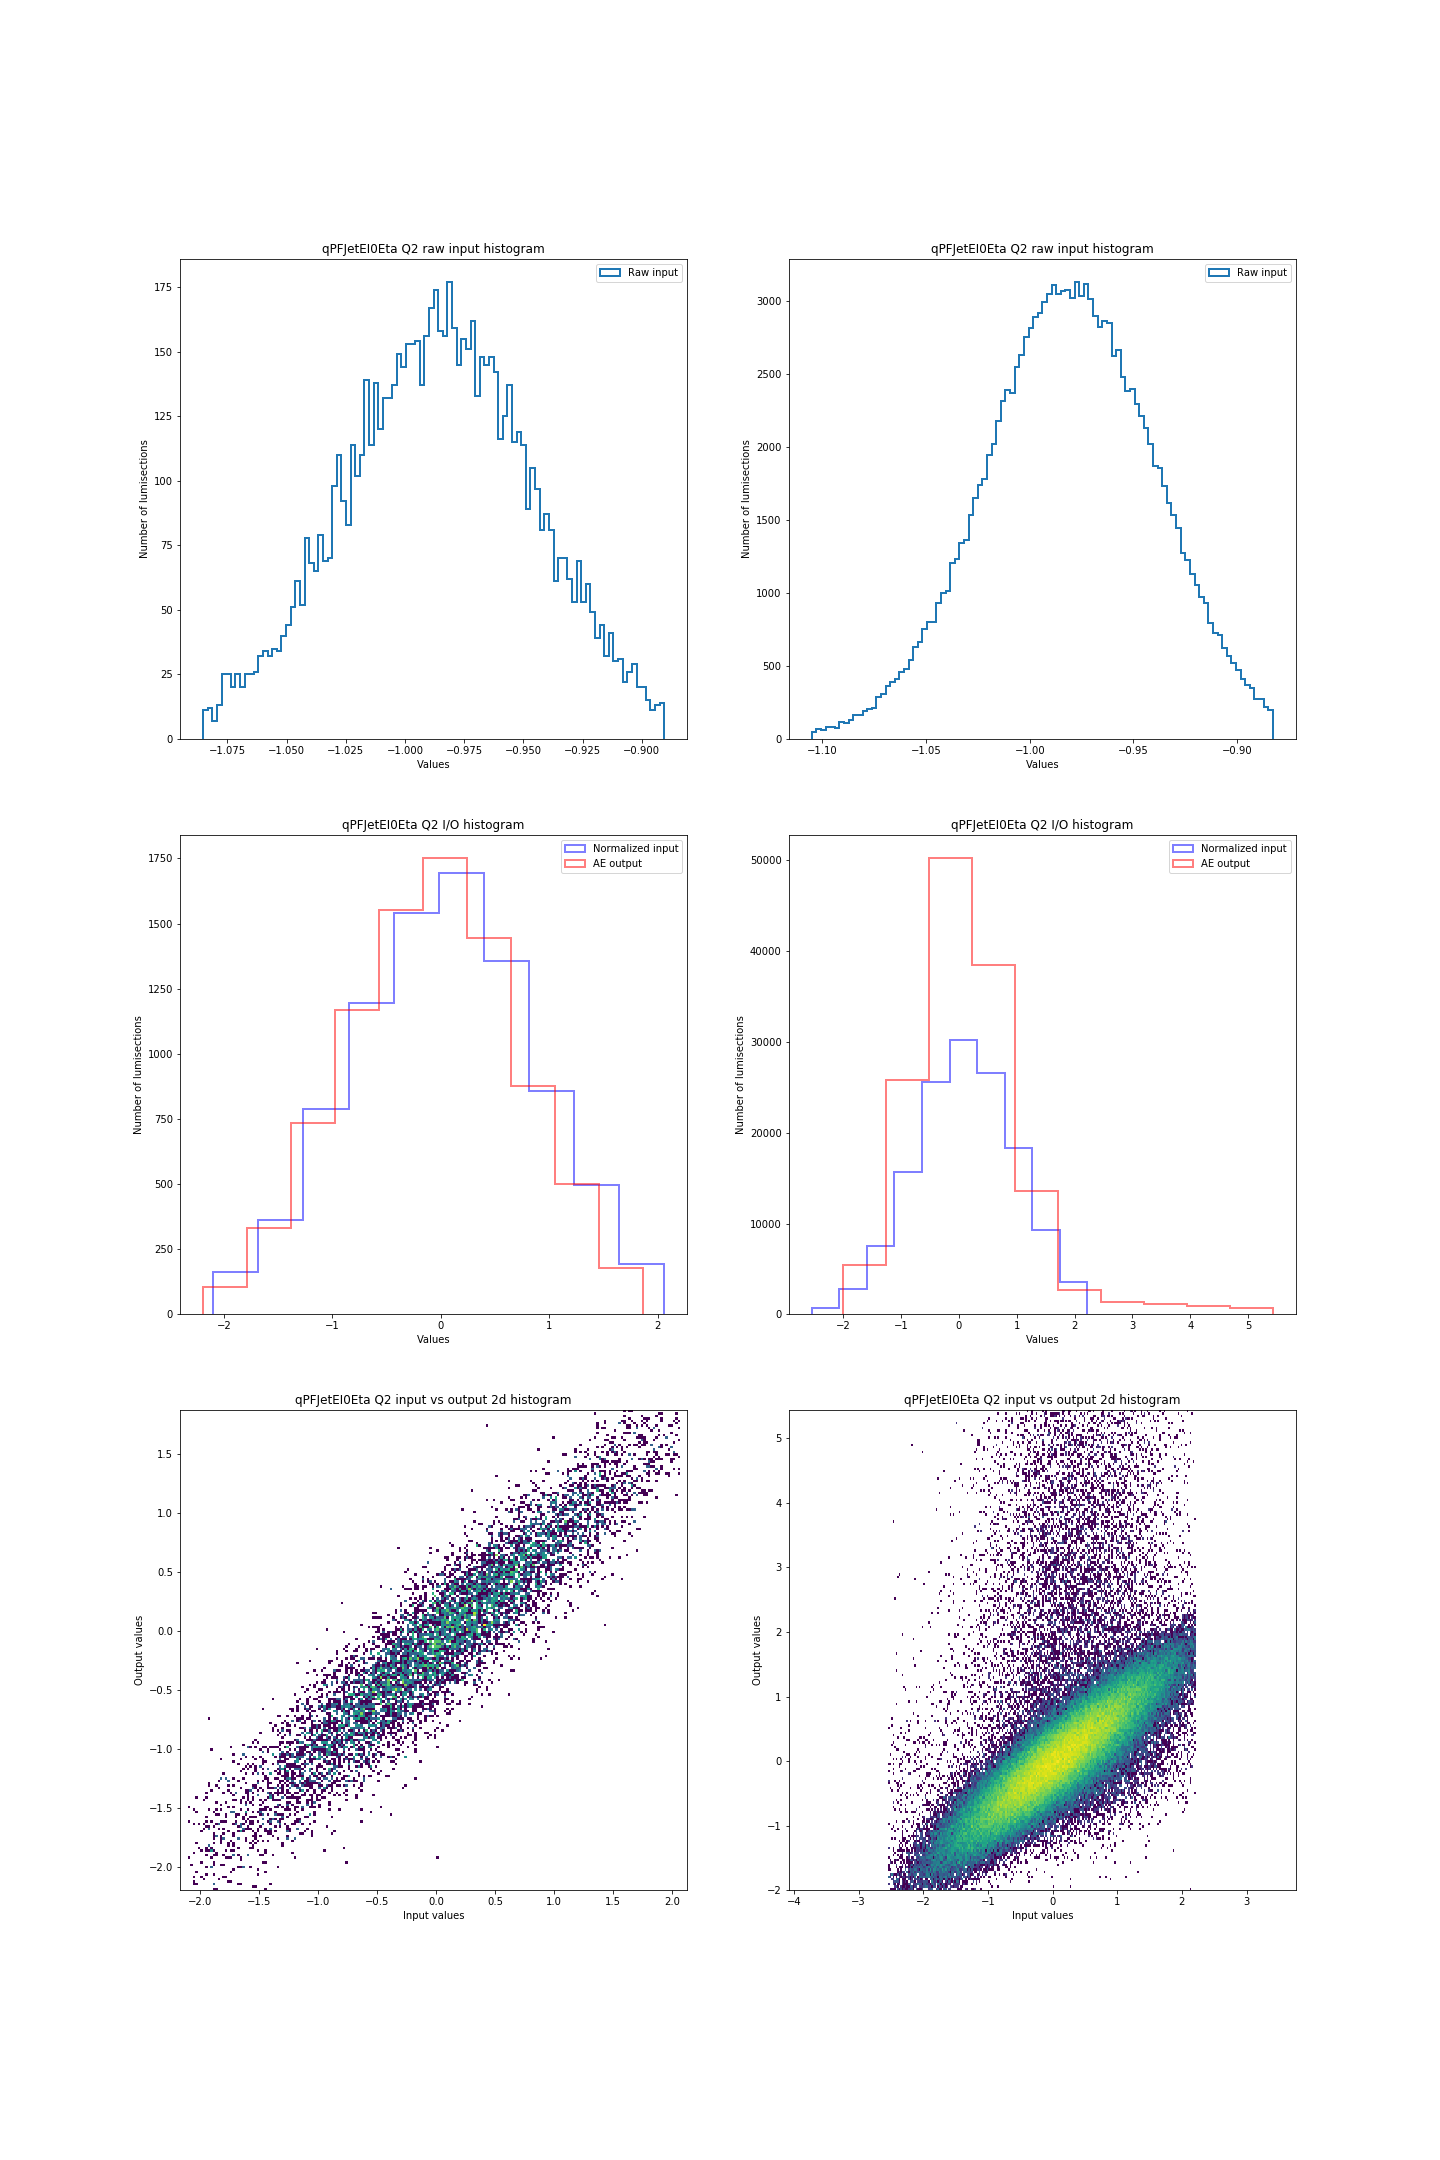 qPFJetEI0Eta Q2 raw input histogram
Raw input
175
150
125
100
75
50
25
0
Number of lumisections
−1.075 −1.050 −1.025 −1.000 −0.975 −0.950 −0.925 −0.900
Values
qPFJetEI0Eta Q2 raw input histogram
Raw input
3000
2500
2000
1500
1000
500
0
Number of lumisections
−1.10 −1.05 −1.00 −0.95 −0.90
Values
qPFJetEI0Eta Q2 I/O histogram
Normalized input
AE output
1750
1500
1250
1000
750
500
250
0
Number of lumisections
−2 −1 0 1 2
Values
qPFJetEI0Eta Q2 I/O histogram
Normalized input
AE output
50000
40000
30000
20000
10000
0
Number of lumisections
−2 −1 0 1 2 3 4 5
Values
qPFJetEI0Eta Q2 input vs output 2d histogram
1.5
1.0
0.5
0.0
−0.5
−1.0
−1.5
−2.0
Output values
−2.0 −1.5 −1.0 −0.5 0.0 0.5 1.0 1.5 2.0
Input values
qPFJetEI0Eta Q2 input vs output 2d histogram
5
4
3
2
1
0
−1
−2
Output values
−4 −3 −2 −1 0 1 2 3
Input values